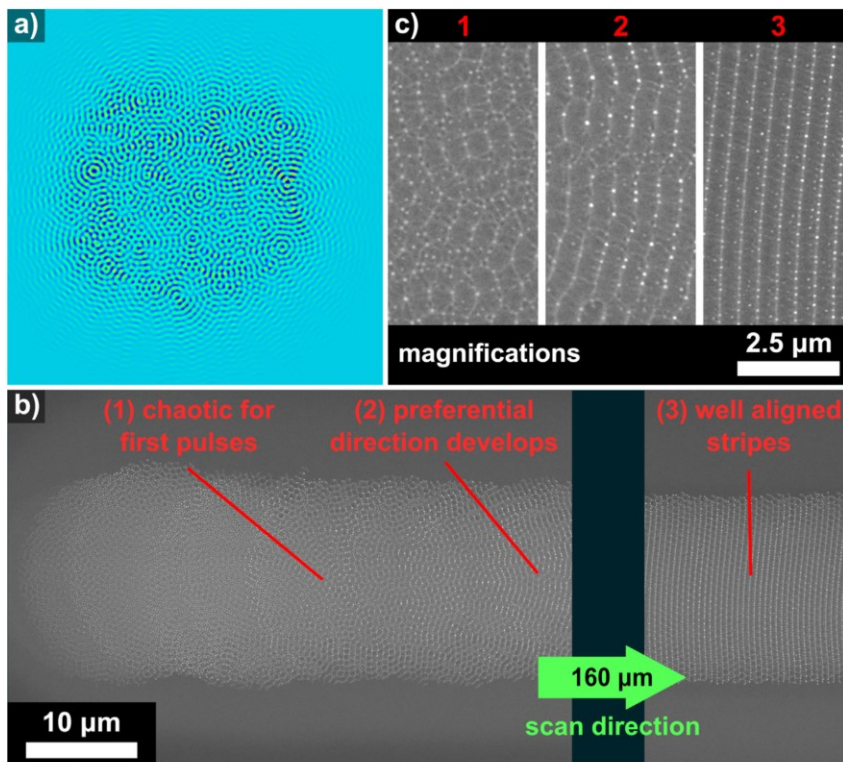 a)
c)
1 2 3
magnifications
2.5 μm
b)
(1) chaotic for
first pulses
(2) preferential
direction develops
(3) well aligned
stripes
160 μm
scan direction
10 μm